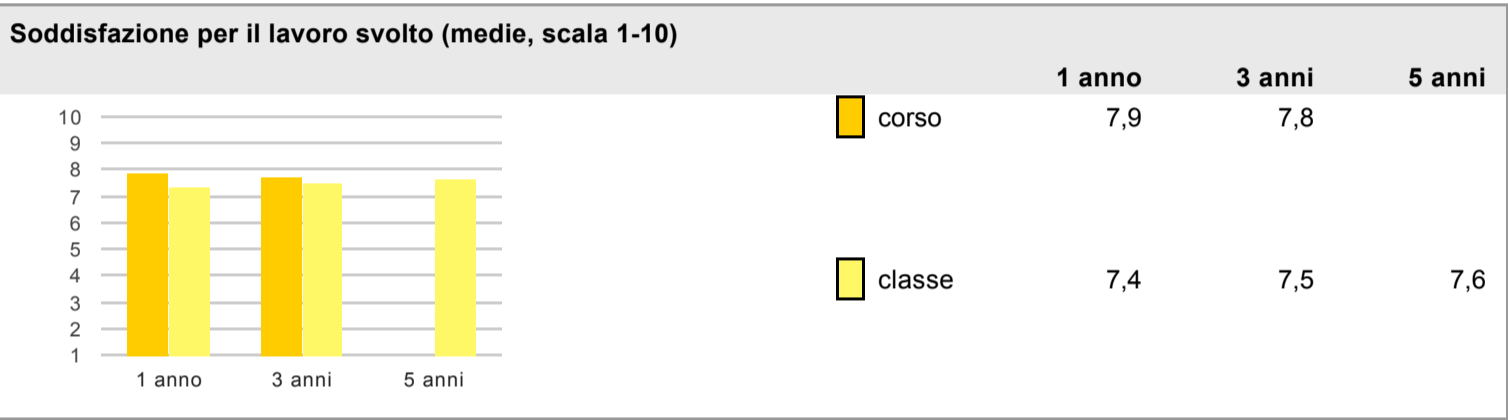 Soddisfazione per il lavoro svolto (medie, scala 1-10)
1 anno 3 anni 5 anni
corso 7,9 7,8
classe 7,4 7,5 7,6
10
9
8
7
6
5
4
3
2
1
1 anno 3 anni 5 anni